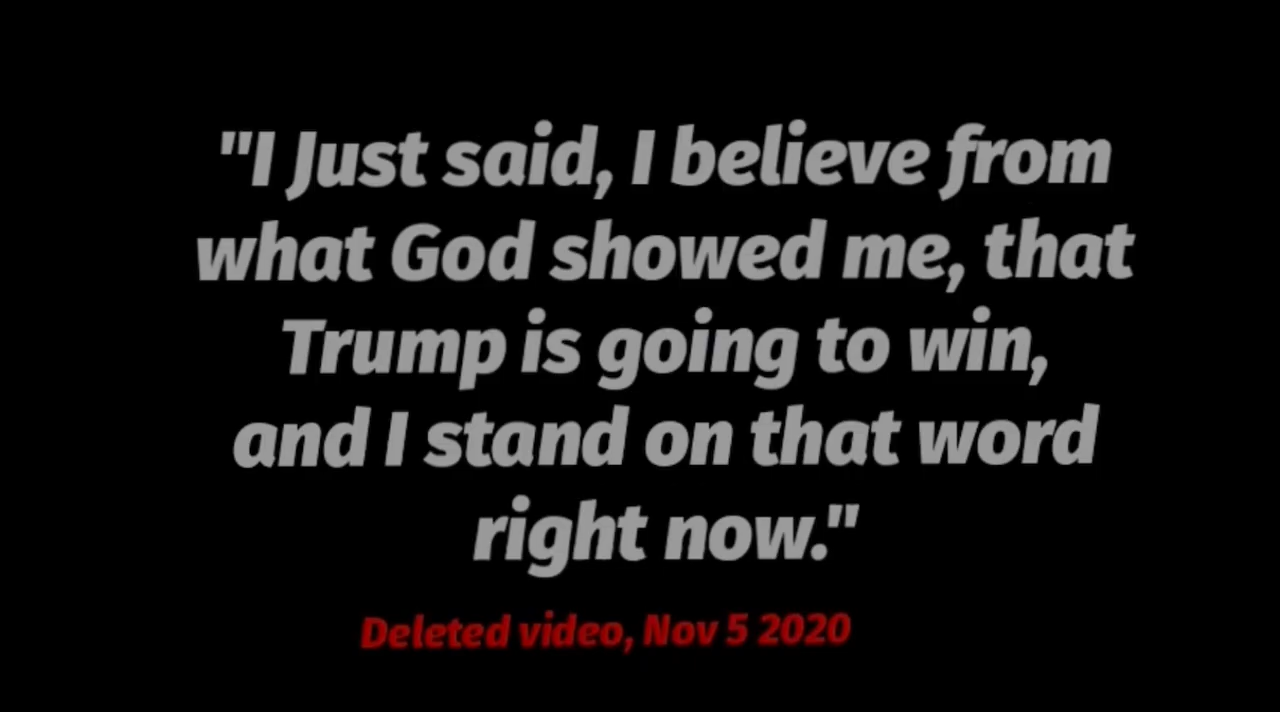 "I Just said, I believe from
what God showed me, that
Trump is going to win,
and I stand on that word
right now."
Deleted video, Nov 5 2020